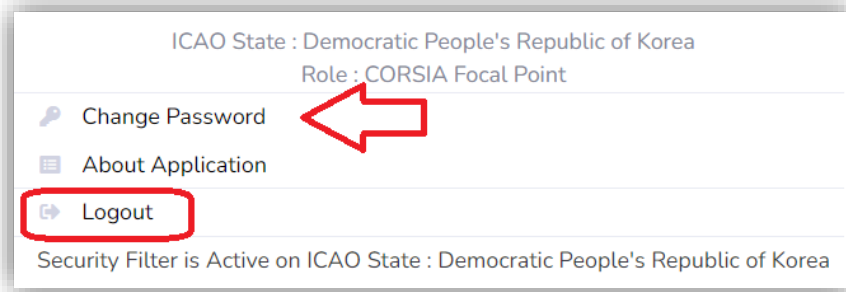 ICAO State : Democratic People's Republic of Korea
Role : CORSIA Focal Point
Change Password
About Application
Logout
Security Filter is Active on ICAO State : Democratic People's Republic of Korea